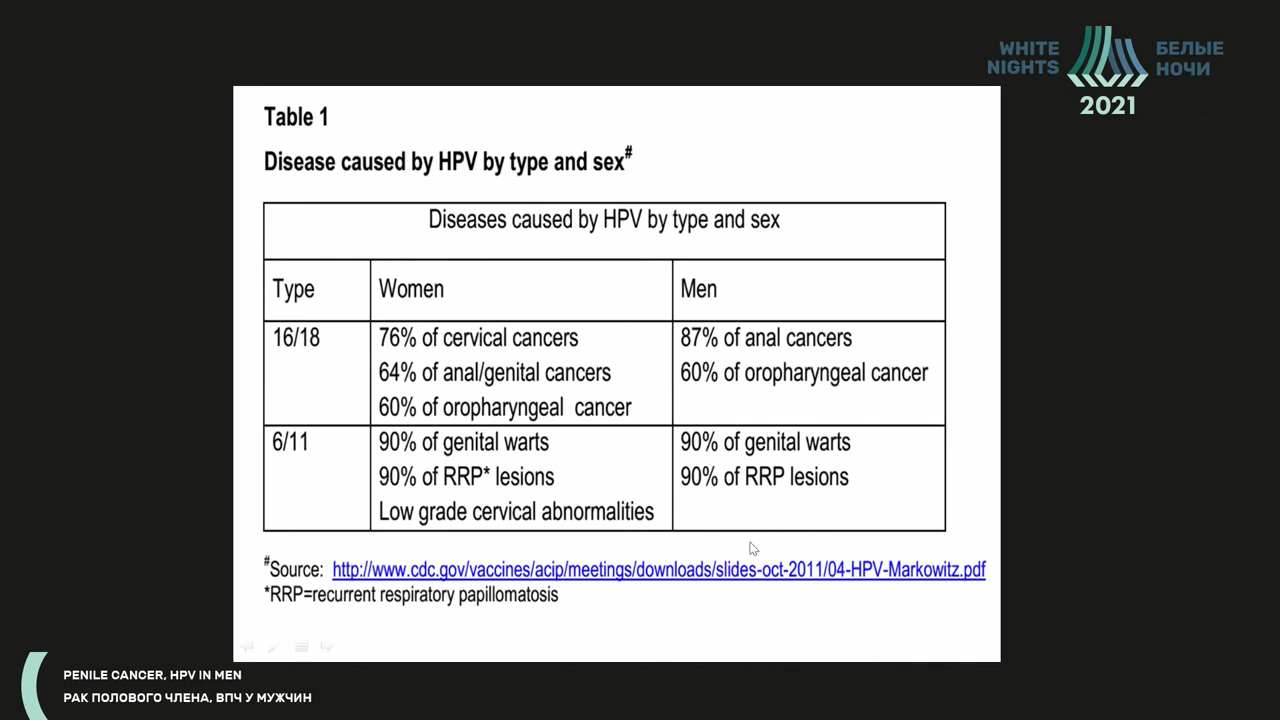 WHITE NIGHTS
БЕЛЫЕ НОЧИ
2021
Table 1
Disease caused by HPV by type and sex#
Diseases caused by HPV by type and sex
Type Women Men
16/18 76% of cervical cancers 87% of anal cancers
64% of anal/genital cancers 60% of oropharyngeal cancer
60% of oropharyngeal cancer
6/11 90% of genital warts 90% of genital warts
90% of RRP* lesions 90% of RRP lesions
Low grade cervical abnormalities
#Source: http://www.cdc.gov/vaccines/acip/meetings/downloads/slides-oct-2011/04-HPV-Markowitz.pdf
*RRP=recurrent respiratory papillomatosis
PENILE CANCER, HPV IN MEN
РАК ПОЛОВОГО ЧЛЕНА, ВПЧ У МУЖЧИН